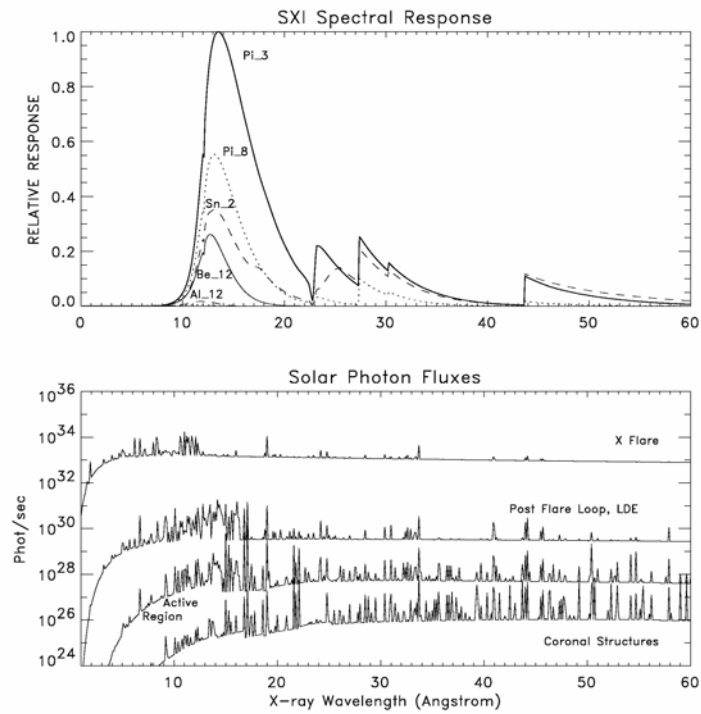 SXI Spectral Response
RELATIVE RESPONSE
1.0
0.8
0.6
0.4
0.2
0.0
Pi_3
Pi_8
Sn_2
Be_12
Al_12
0 10 20 30 40 50 60
Solar Photon Fluxes
Phot/sec
10^36
10^34
10^32
10^30
10^28
10^26
10^24
X Flare
Post Flare Loop, LDE
Active
Region
Coronal Structures
10 20 30 40 50 60
X-ray Wavelength (Angstrom)